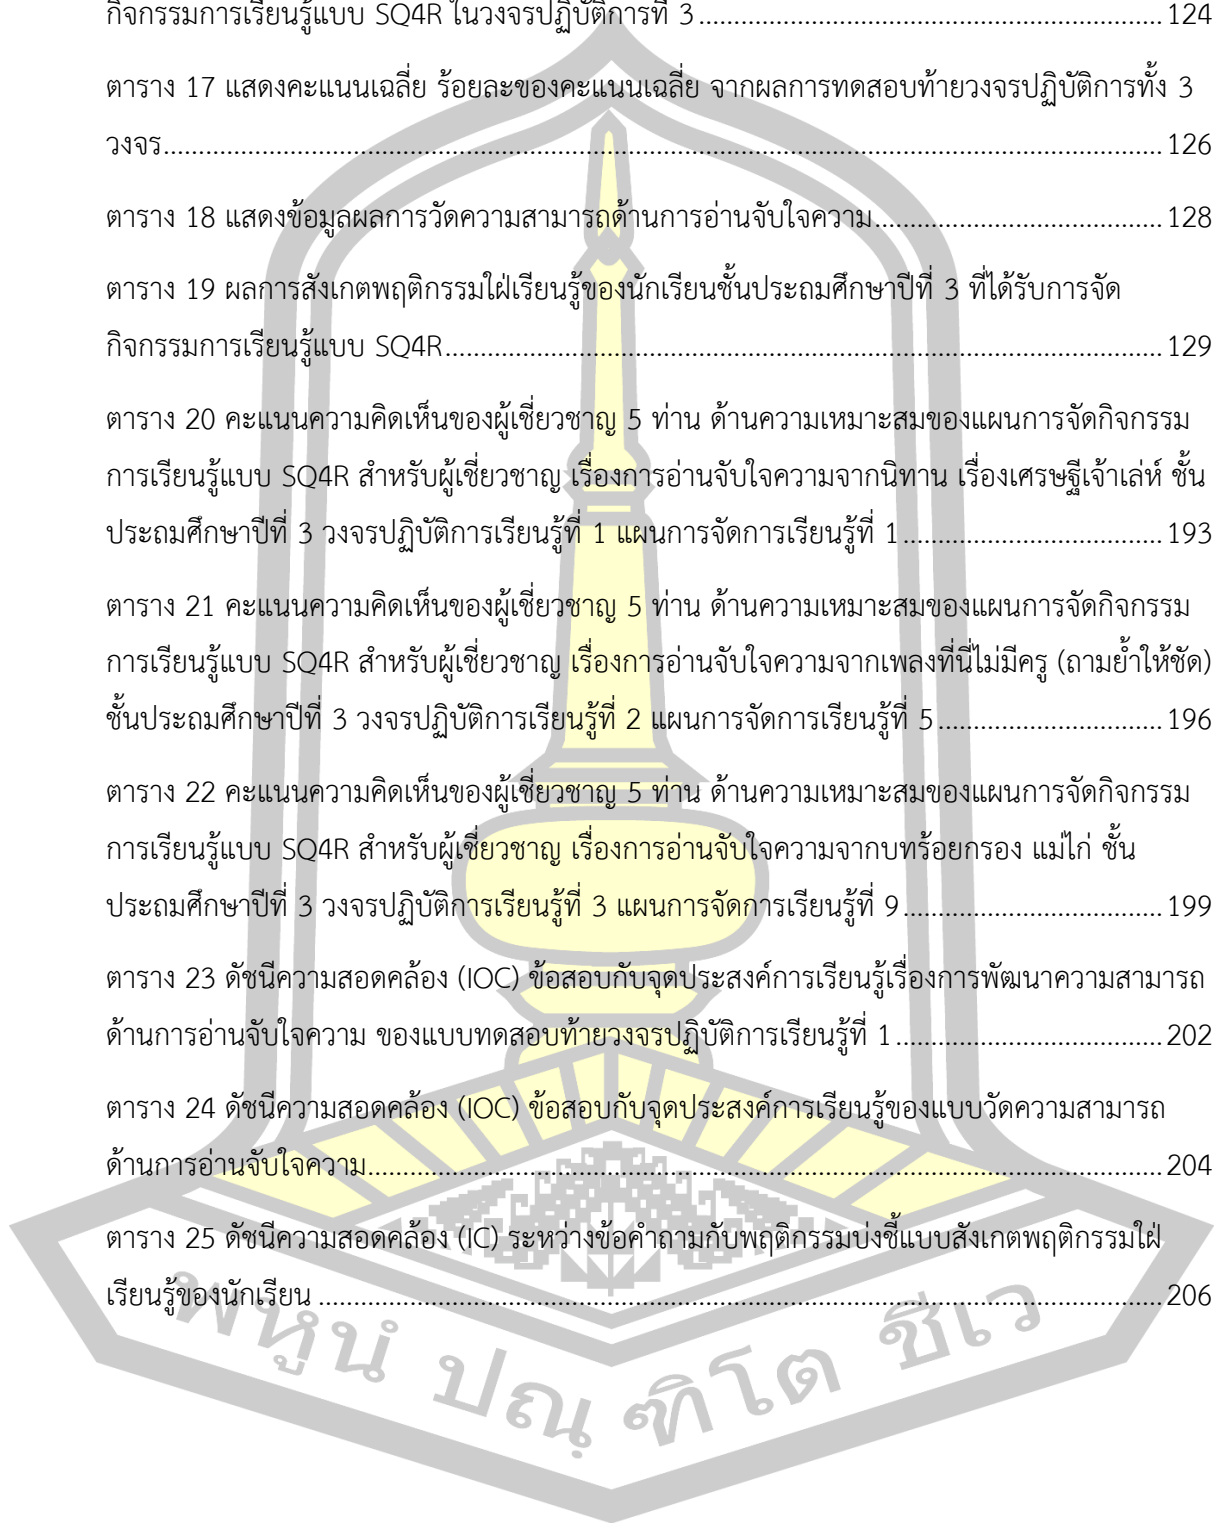 กิจกรรมการเรียนรู้แบบ SQ4R ในวงจรปฏิบัติการที่ 3 .......... 124
ตาราง 17 แสดงคะแนนเฉลี่ย ร้อยละของคะแนนเฉลี่ย จากผลการทดสอบท้ายวงจรปฏิบัติการทั้ง 3
วงจร .......... 126
ตาราง 18 แสดงข้อมูลผลการวัดความสามารถด้านการอ่านจับใจความ .......... 128
ตาราง 19 ผลการสังเกตพฤติกรรมใฝ่เรียนรู้ของนักเรียนชั้นประถมศึกษาปีที่ 3 ที่ได้รับการจัด
กิจกรรมการเรียนรู้แบบ SQ4R .......... 129
ตาราง 20 คะแนนความคิดเห็นของผู้เชี่ยวชาญ 5 ท่าน ด้านความเหมาะสมของแผนการจัดกิจกรรม
การเรียนรู้แบบ SQ4R สำหรับผู้เชี่ยวชาญ เรื่องการอ่านจับใจความจากนิทาน เรื่องเศรษฐีเจ้าเล่ห์ ชั้น
ประถมศึกษาปีที่ 3 วงจรปฏิบัติการเรียนรู้ที่ 1 แผนการจัดการเรียนรู้ที่ 1 .......... 193
ตาราง 21 คะแนนความคิดเห็นของผู้เชี่ยวชาญ 5 ท่าน ด้านความเหมาะสมของแผนการจัดกิจกรรม
การเรียนรู้แบบ SQ4R สำหรับผู้เชี่ยวชาญ เรื่องการอ่านจับใจความจากเพลงที่นี่ไม่มีครู (ถามย้ำให้ชัด)
ชั้นประถมศึกษาปีที่ 3 วงจรปฏิบัติการเรียนรู้ที่ 2 แผนการจัดการเรียนรู้ที่ 5 .......... 196
ตาราง 22 คะแนนความคิดเห็นของผู้เชี่ยวชาญ 5 ท่าน ด้านความเหมาะสมของแผนการจัดกิจกรรม
การเรียนรู้แบบ SQ4R สำหรับผู้เชี่ยวชาญ เรื่องการอ่านจับใจความจากบทร้อยกรอง แม่ไก่ ชั้น
ประถมศึกษาปีที่ 3 วงจรปฏิบัติการเรียนรู้ที่ 3 แผนการจัดการเรียนรู้ที่ 9 .......... 199
ตาราง 23 ดัชนีความสอดคล้อง (IOC) ข้อสอบกับจุดประสงค์การเรียนรู้เรื่องการพัฒนาความสามารถ
ด้านการอ่านจับใจความ ของแบบทดสอบท้ายวงจรปฏิบัติการเรียนรู้ที่ 1 .......... 202
ตาราง 24 ดัชนีความสอดคล้อง (IOC) ข้อสอบกับจุดประสงค์การเรียนรู้ของแบบวัดความสามารถ
ด้านการอ่านจับใจความ .......... 204
ตาราง 25 ดัชนีความสอดคล้อง (IC) ระหว่างข้อคำถามกับพฤติกรรมบ่งชี้แบบสังเกตพฤติกรรมใฝ่
เรียนรู้ของนักเรียน .......... 206
พหูนํ ปณฺฑิโต ชีเว